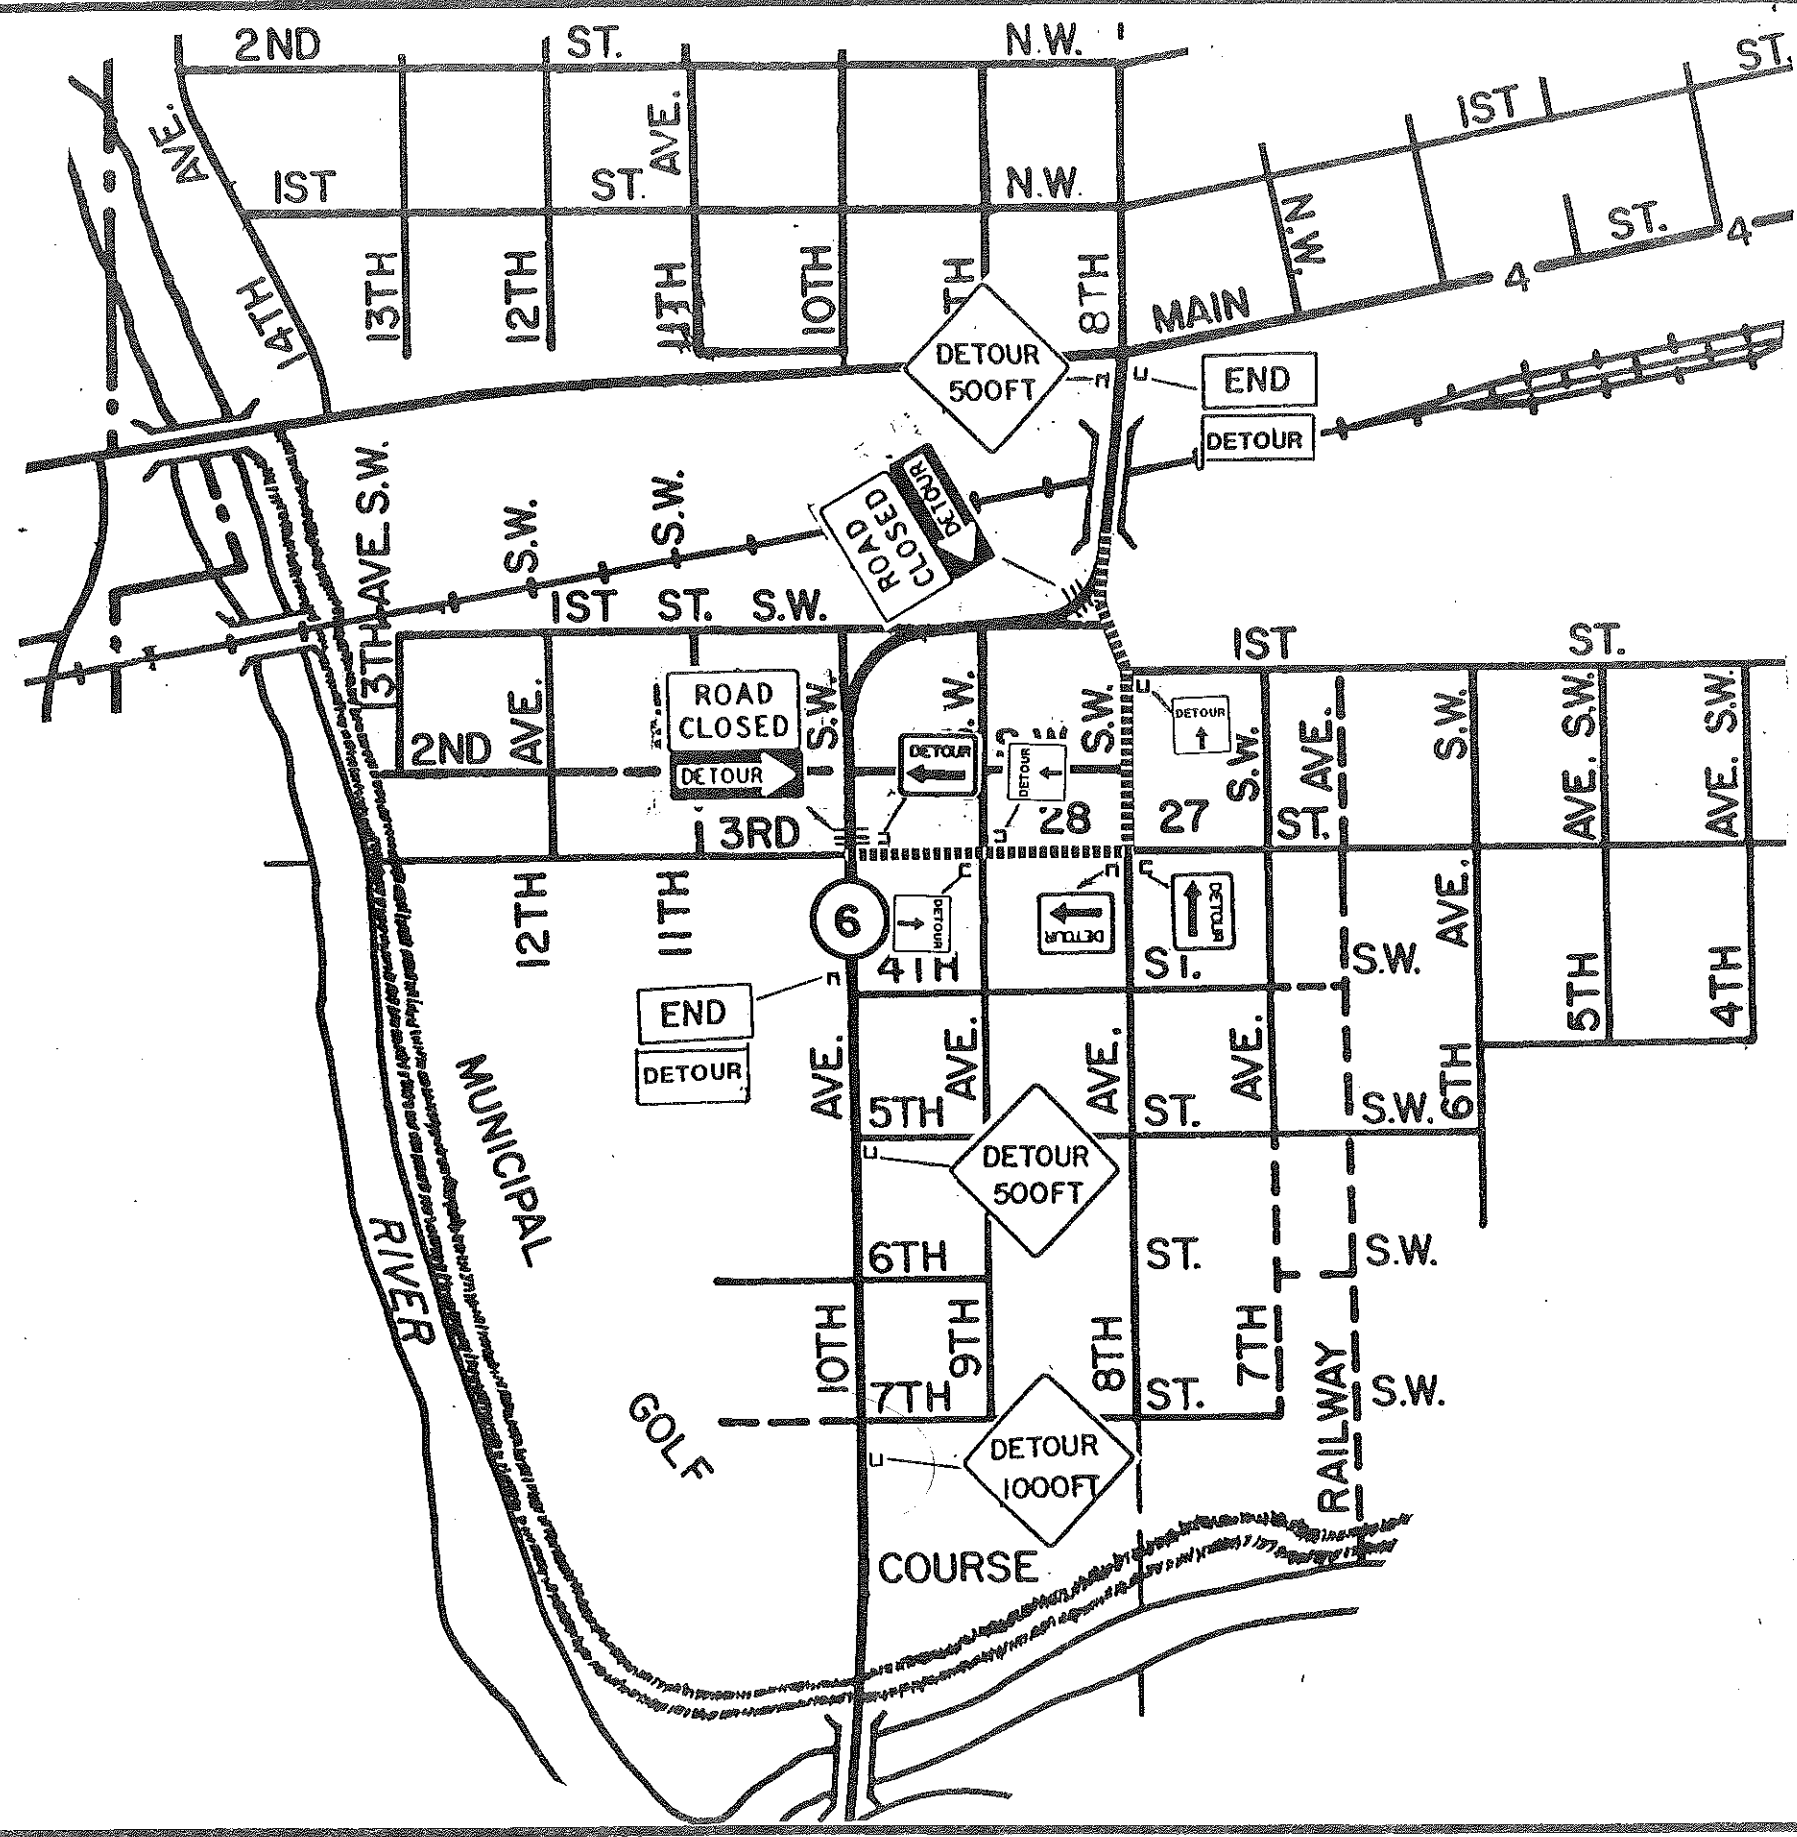 2ND ST. N.W.
ST.
1ST
AVE.
AVE.
1ST ST. N.W.
N.W.
ST.
4
14TH
13TH
12TH
11TH
10TH
TH
8TH
MAIN
4
DETOUR
500FT
END
DETOUR
ROAD
CLOSED
DETOUR
3TH AVE. S.W.
S.W.
S.W.
1ST ST. S.W.
1ST ST.
ROAD
CLOSED
DETOUR
S.W.
. W.
S.W.
DETOUR
S.W.
AVE.
S.W.
AVE. S.W.
AVE. S.W.
2ND
AVE.
DETOUR
DETOUR
3RD
28
27
ST.
12TH
11TH
6
DETOUR
DETOUR
DETOUR
4TH
ST.
S.W.
AVE.
5TH
4TH
END
DETOUR
AVE.
AVE.
AVE.
AVE.
5TH
ST.
S.W.
6TH
MUNICIPAL
DETOUR
500FT
RIVER
6TH
ST.
S.W.
10TH
9TH
8TH
7TH
7TH
ST.
S.W.
RAILWAY
GOLF
DETOUR
1000FT
COURSE